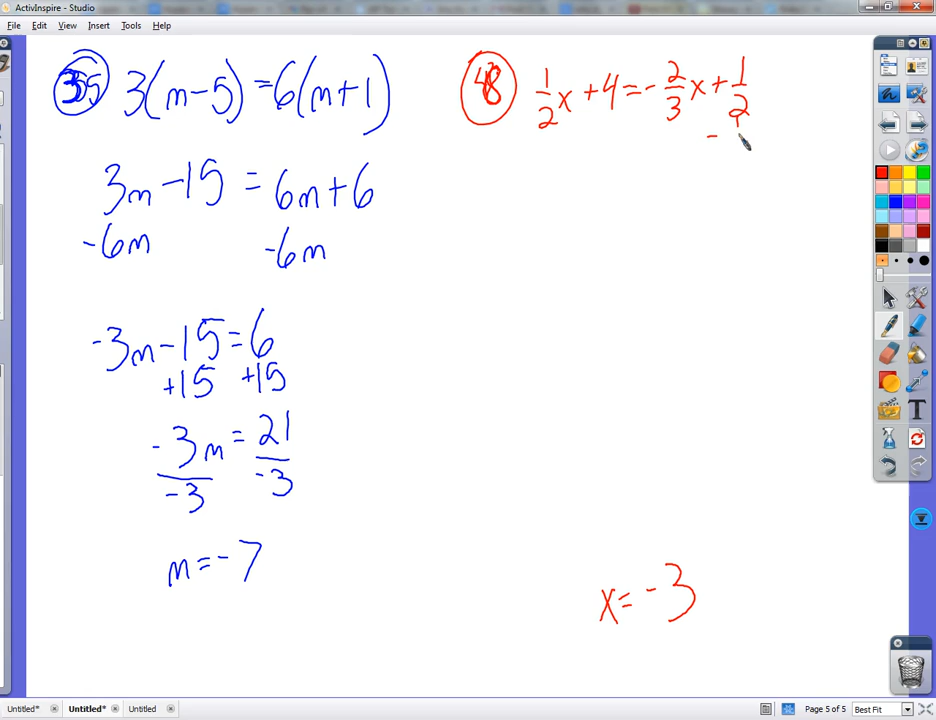 ActivInspire - Studio
File Edit View Insert Tools Help
35 3(m-5)=6(m+1)
3m-15=6m+6
-6m -6m
-3m-15=6
+15 +15
-3m=21
-3 -3
m=-7
48 1/2x+4=-2/3x+1/2
-
x=-3
Untitled* Untitled* Untitled Page 5 of 5 Best Fit